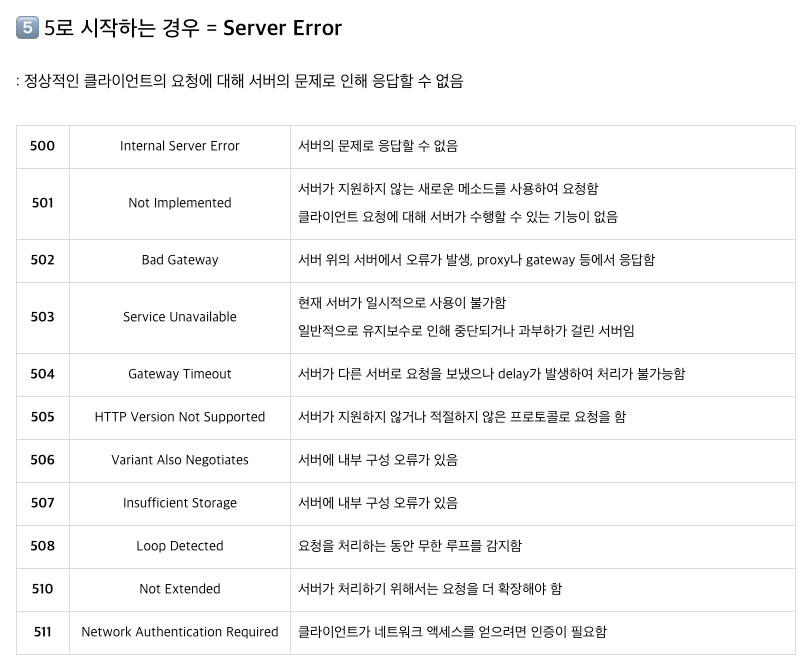 5 5로 시작하는 경우 = Server Error
: 정상적인 클라이언트의 요청에 대해 서버의 문제로 인해 응답할 수 없음
500 Internal Server Error 서버의 문제로 응답할 수 없음
501 Not Implemented 서버가 지원하지 않는 새로운 메소드를 사용하여 요청함
클라이언트 요청에 대해 서버가 수행할 수 있는 기능이 없음
502 Bad Gateway 서버 위의 서버에서 오류가 발생, proxy나 gateway 등에서 응답함
503 Service Unavailable 현재 서버가 일시적으로 사용이 불가함
일반적으로 유지보수로 인해 중단되거나 과부하가 걸린 서버임
504 Gateway Timeout 서버가 다른 서버로 요청을 보냈으나 delay가 발생하여 처리가 불가능함
505 HTTP Version Not Supported 서버가 지원하지 않거나 적절하지 않은 프로토콜로 요청을 함
506 Variant Also Negotiates 서버에 내부 구성 오류가 있음
507 Insufficient Storage 서버에 내부 구성 오류가 있음
508 Loop Detected 요청을 처리하는 동안 무한 루프를 감지함
510 Not Extended 서버가 처리하기 위해서는 요청을 더 확장해야 함
511 Network Authentication Required 클라이언트가 네트워크 액세스를 얻으려면 인증이 필요함